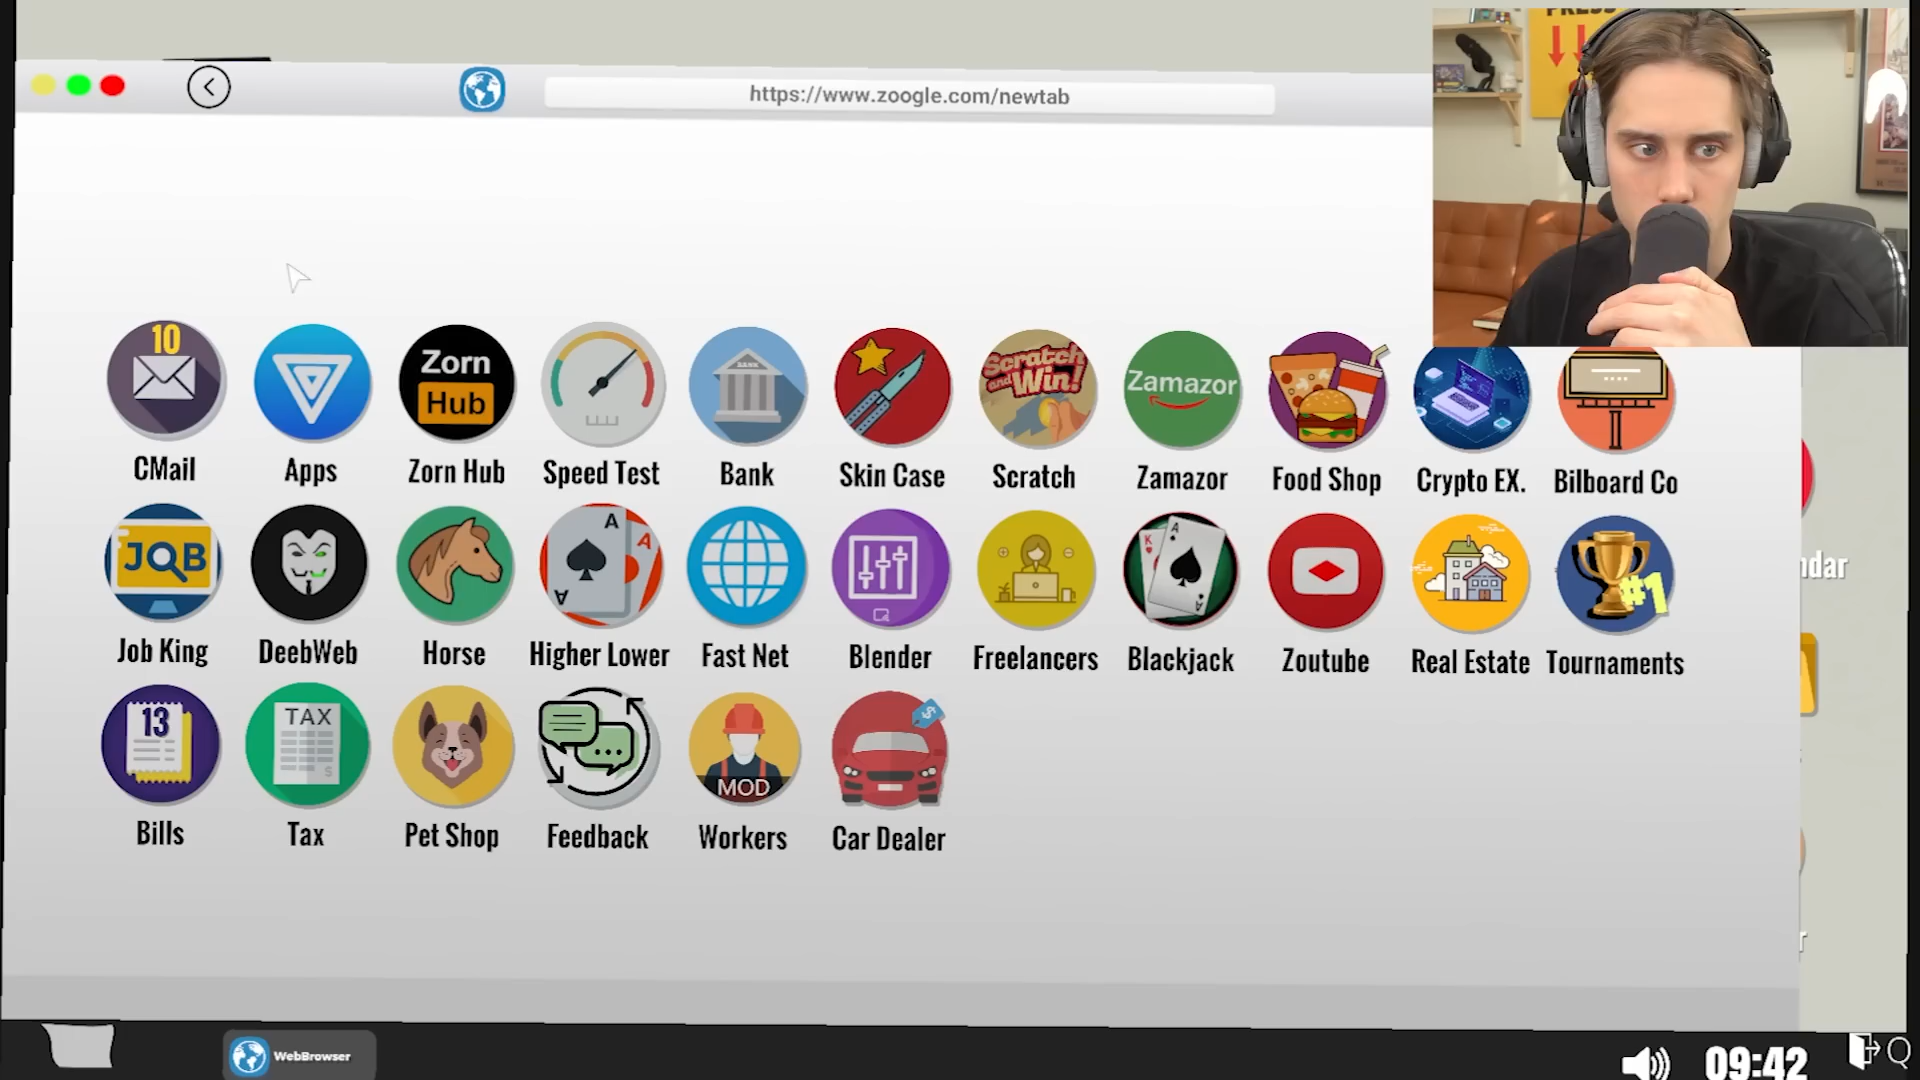 PRESS
https://www.zoogle.com/newtab
10
Zorn
Hub
BANK
Scratch
and Win!
Zamazor
CMail
Apps
Zorn Hub
Speed Test
Bank
Skin Case
Scratch
Zamazor
Food Shop
Crypto EX.
Bilboard Co
JOB
A
A
A
A
K
#1
ndar
Job King
DeebWeb
Horse
Higher Lower
Fast Net
Blender
Freelancers
Blackjack
Zoutube
Real Estate
Tournaments
13
TAX
$
MOD
$
Bills
Tax
Pet Shop
Feedback
Workers
Car Dealer
r
WebBrowser
09:42
Q